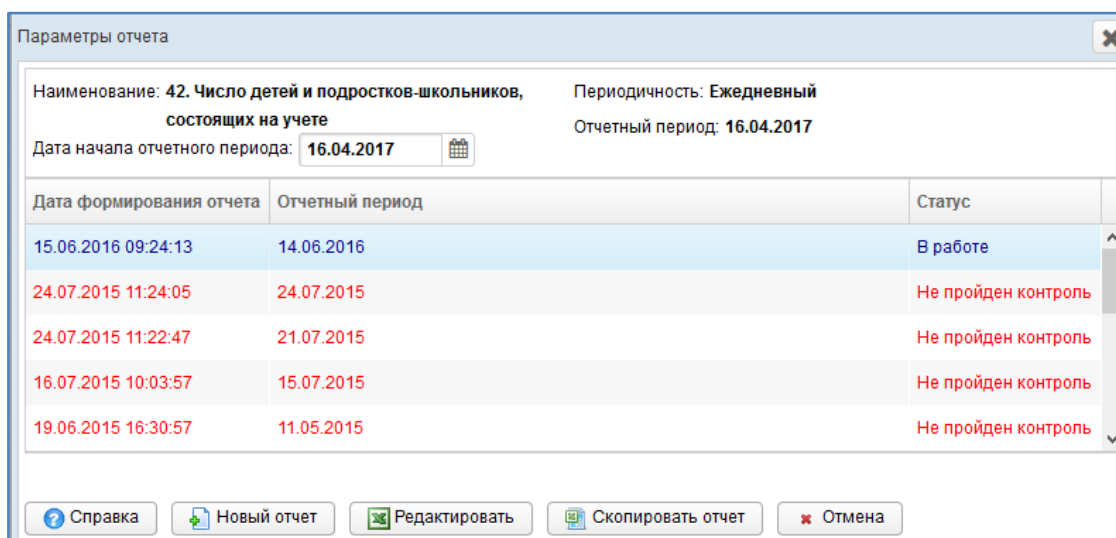 Параметры отчета
Наименование: 42. Число детей и подростков-школьников, состоящих на учете
Периодичность: Ежедневный
Отчетный период: 16.04.2017
Дата начала отчетного периода: 16.04.2017
Дата формирования отчета Отчетный период Статус
15.06.2016 09:24:13 14.06.2016 В работе
24.07.2015 11:24:05 24.07.2015 Не пройден контроль
24.07.2015 11:22:47 21.07.2015 Не пройден контроль
16.07.2015 10:03:57 15.07.2015 Не пройден контроль
19.06.2015 16:30:57 11.05.2015 Не пройден контроль
Справка Новый отчет Редактировать Скопировать отчет Отмена